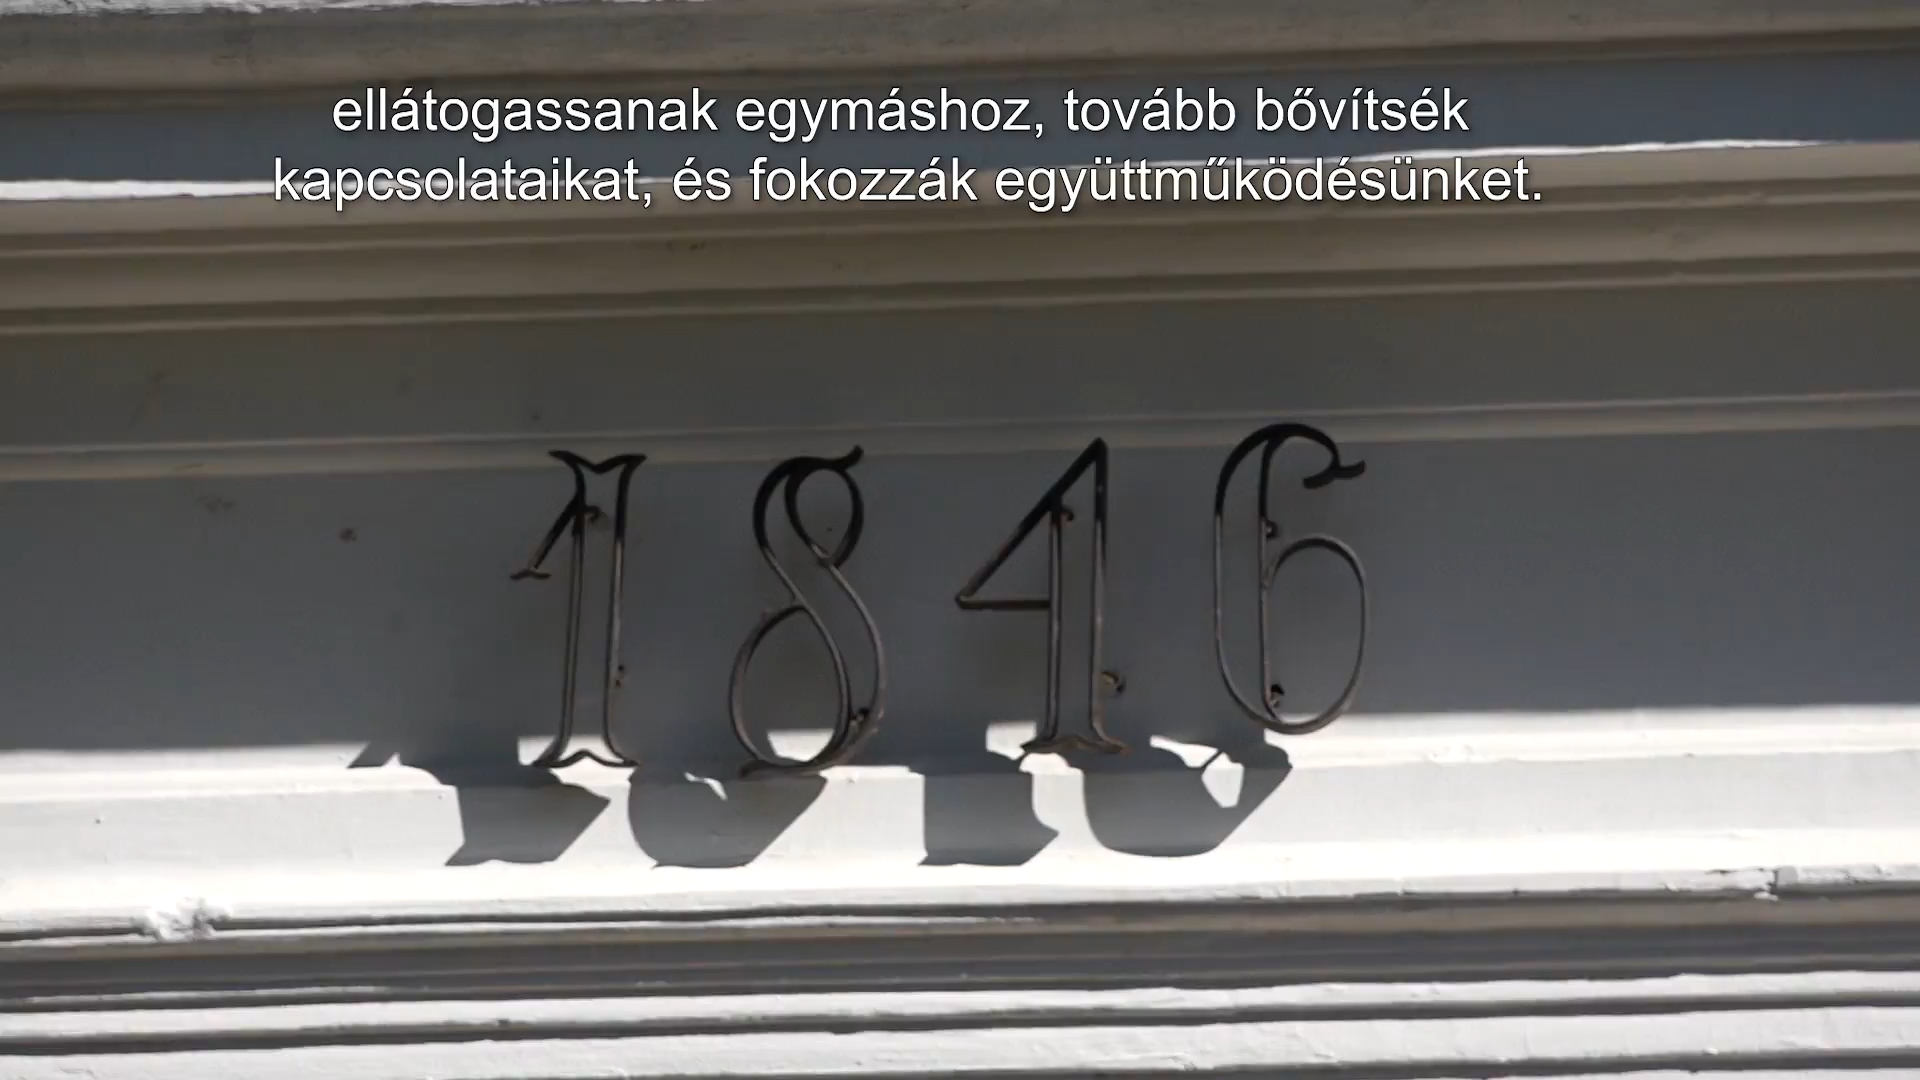 ellátogassanak egymáshoz, tovább bővítsék
kapcsolataikat, és fokozzák együttműködésünket.
1846